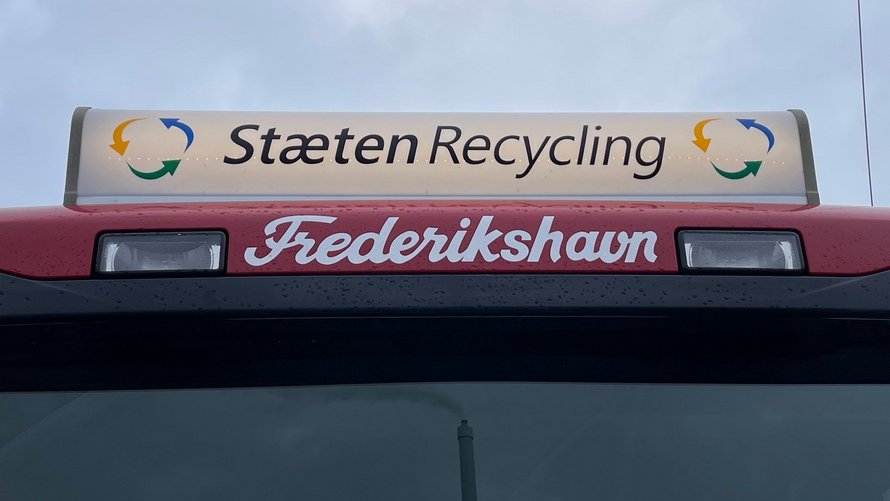 Stæten Recycling
Frederikshavn